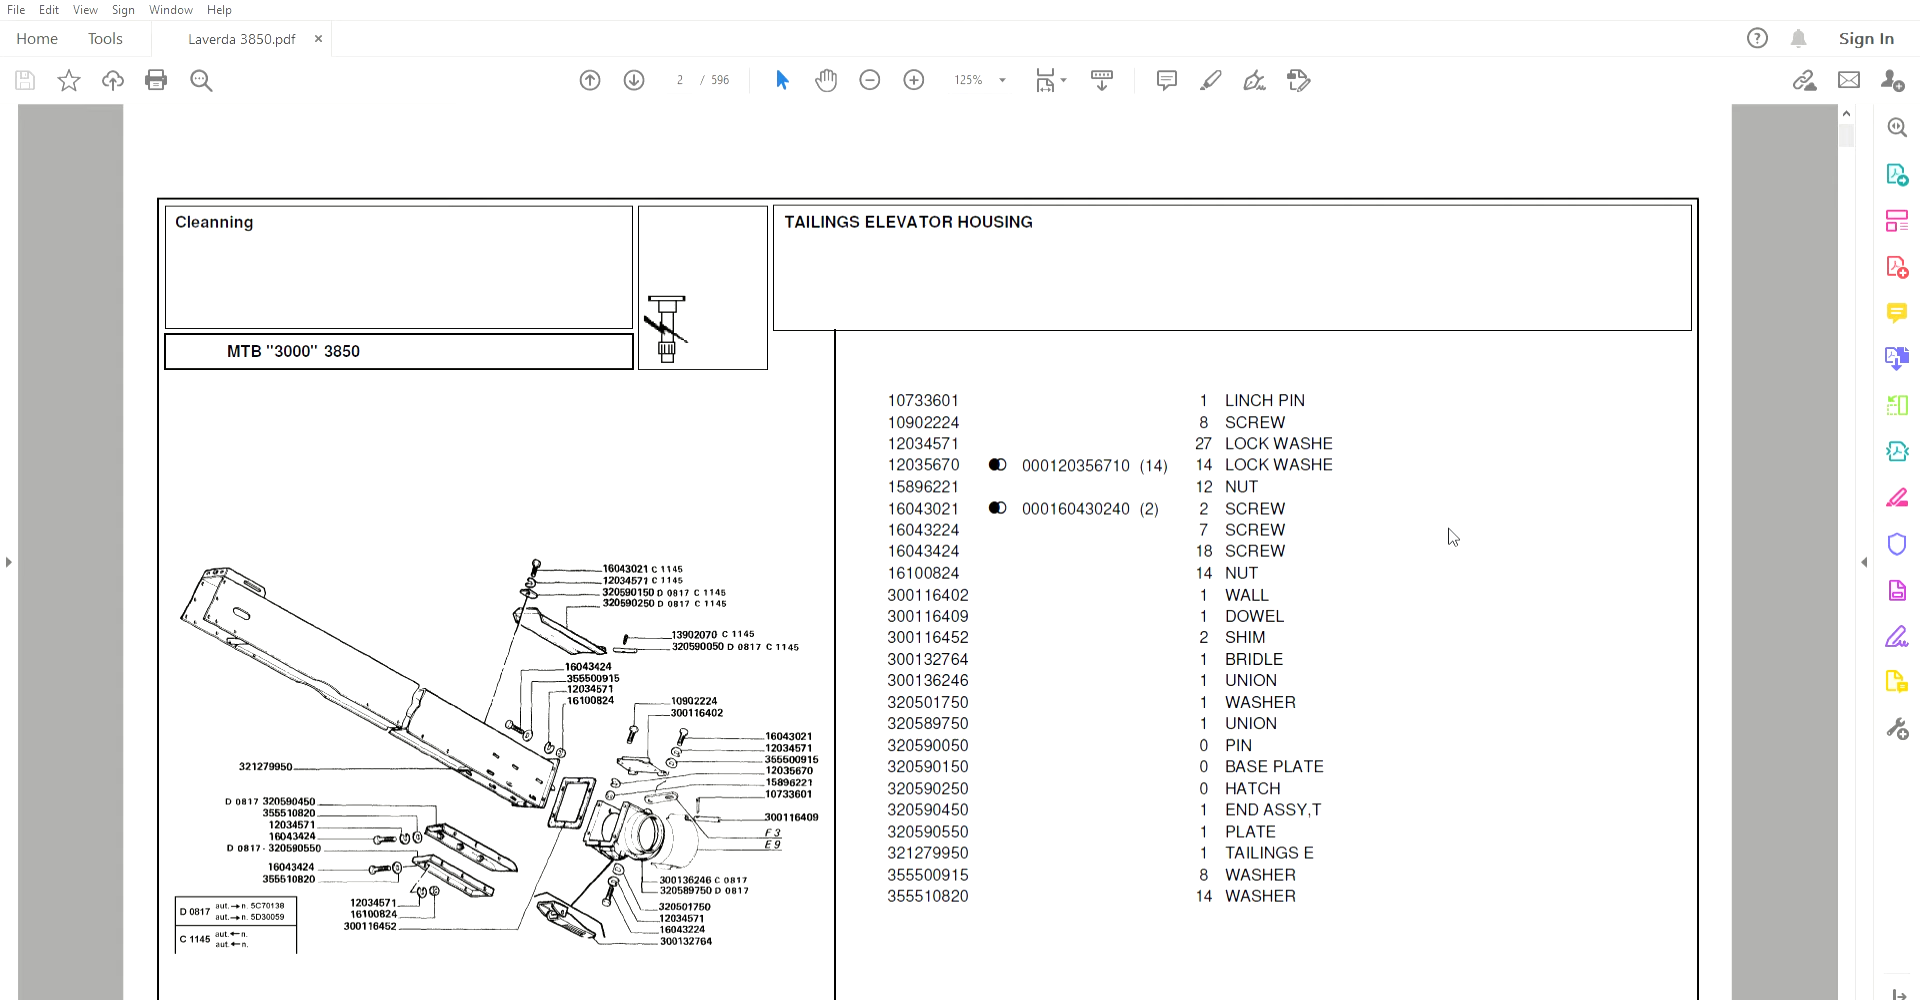 File Edit View Sign Window Help
Home Tools Laverda 3850.pdf Sign In
2 / 596 125%
Cleanning
TAILINGS ELEVATOR HOUSING
MTB "3000" 3850
10733601 1 LINCH PIN
10902224 8 SCREW
12034571 27 LOCK WASHE
12035670 000120356710 (14) 14 LOCK WASHE
15896221 12 NUT
16043021 000160430240 (2) 2 SCREW
16043224 7 SCREW
16043424 18 SCREW
16100824 14 NUT
300116402 1 WALL
300116409 1 DOWEL
300116452 2 SHIM
300132764 1 BRIDLE
300136246 1 UNION
320501750 1 WASHER
320589750 1 UNION
320590050 0 PIN
320590150 0 BASE PLATE
320590250 0 HATCH
320590450 1 END ASSY,T
320590550 1 PLATE
321279950 1 TAILINGS E
355500915 8 WASHER
355510820 14 WASHER
16043021 C 1145
12034571 C 1145
320590150 D 0817 C 1145
320590250 D 0817 C 1145
13902070 C 1145
320590050 D 0817 C 1145
16043424
355500915
12034571
16100824
10902224
300116402
16043021
12034571
355500915
12035670
15896221
10733601
300116409
F 3
E 9
321279950
D 0817 320590450
355510820
12034571
16043424
D 0817 - 320590550
16043424
355510820
12034571
16100824
300116452
300136246 C 0817
320589750 D 0817
320501750
12034571
16043224
300132764
D 0817 aut. → n. 5C70138
aut. → n. 5D30059
C 1145 aut. ← n.
aut. ← n.